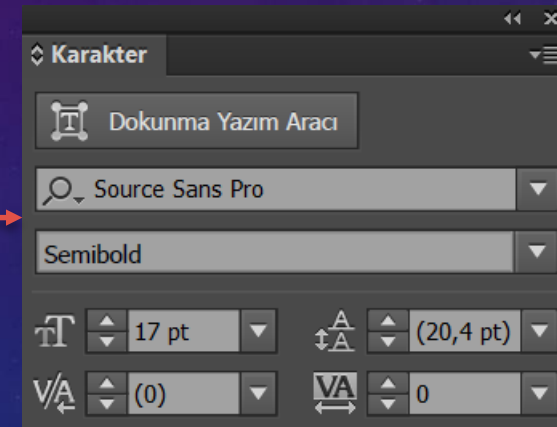 Karakter
Dokunma Yazım Aracı
Source Sans Pro
Semibold
17 pt (20,4 pt)
(0) 0